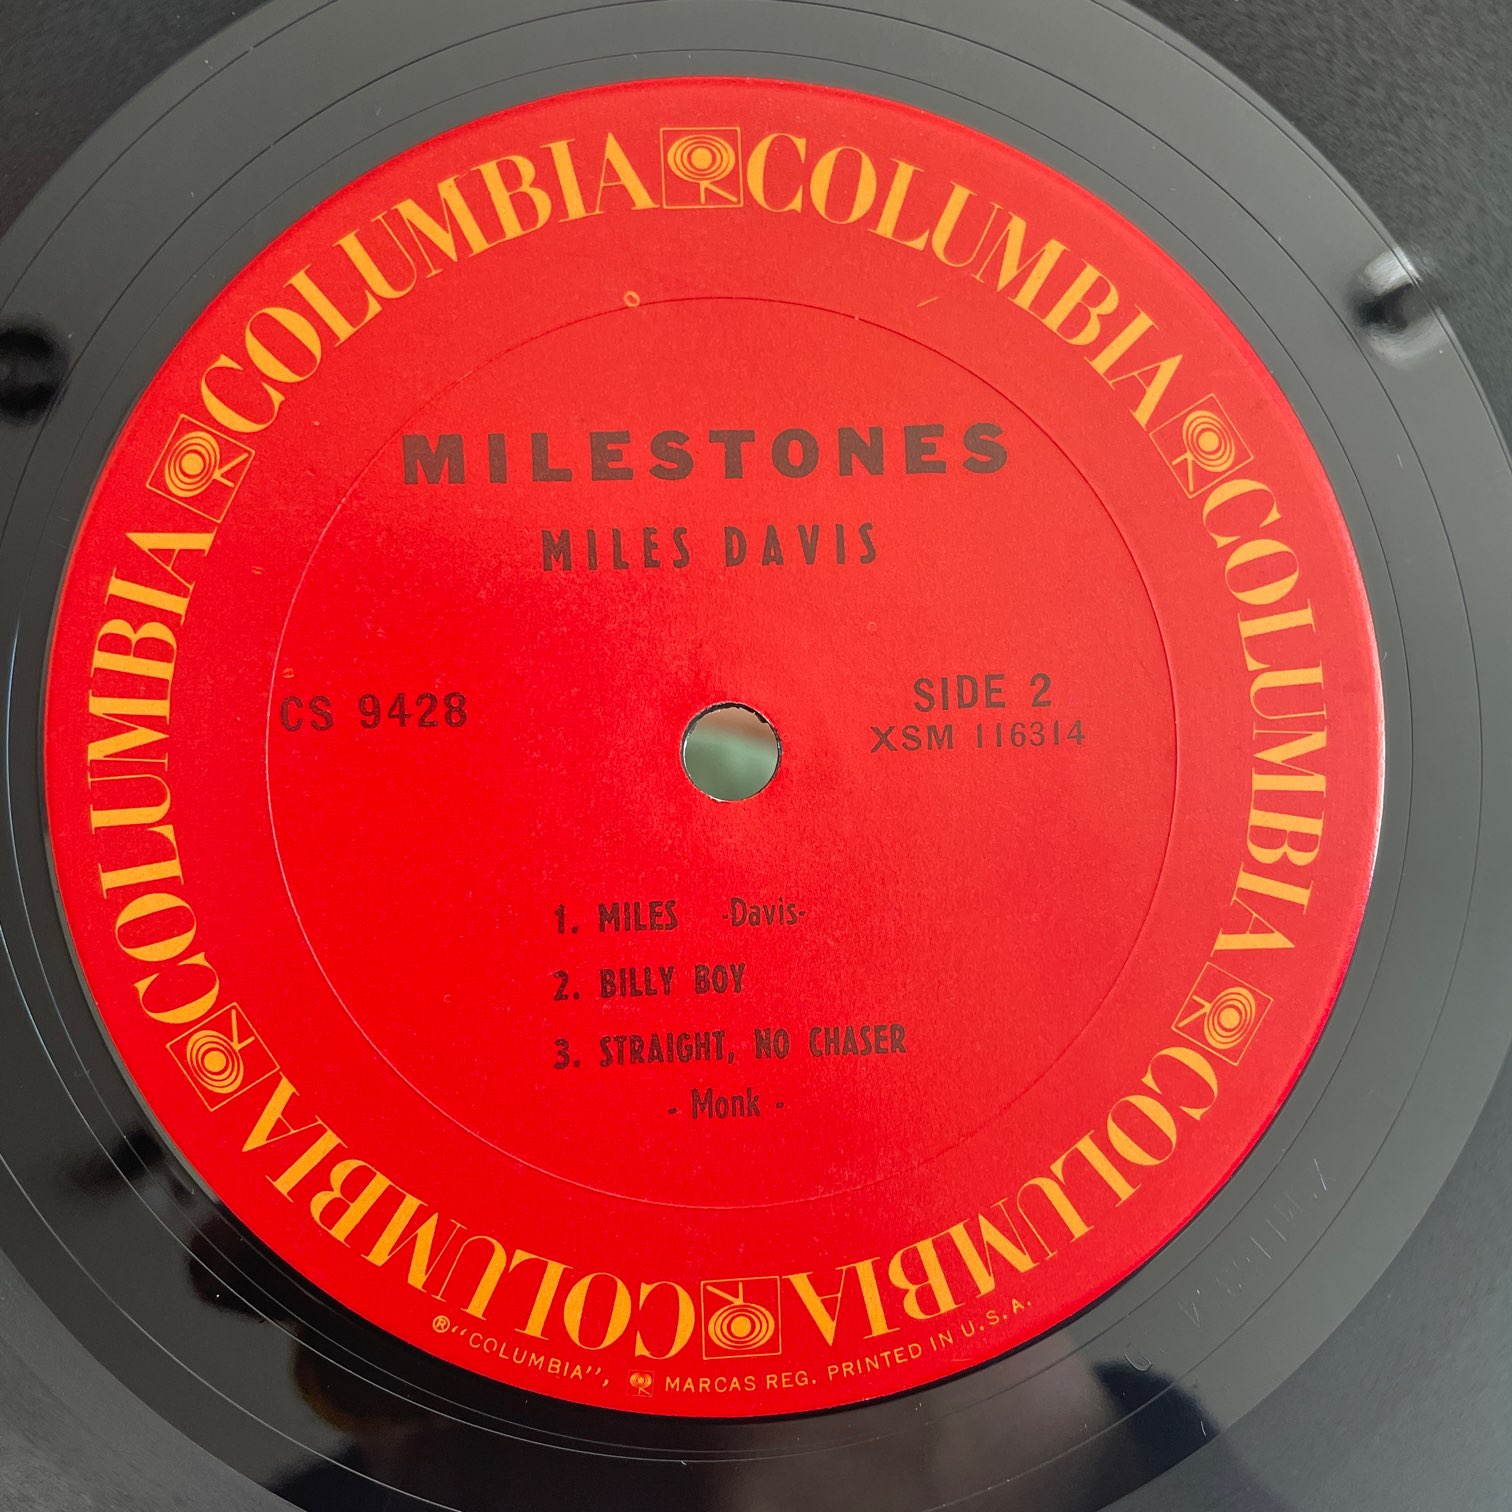 COLUMBIA COLUMBIA COLUMBIA COLUMBIA COLUMBIA COLUMBIA
MILESTONES
MILES DAVIS
CS 9428
SIDE 2
XSM 116314
1. MILES -Davis-
2. BILLY BOY
3. STRAIGHT, NO CHASER
- Monk -
®"COLUMBIA", MARCAS REG. PRINTED IN U.S.A.